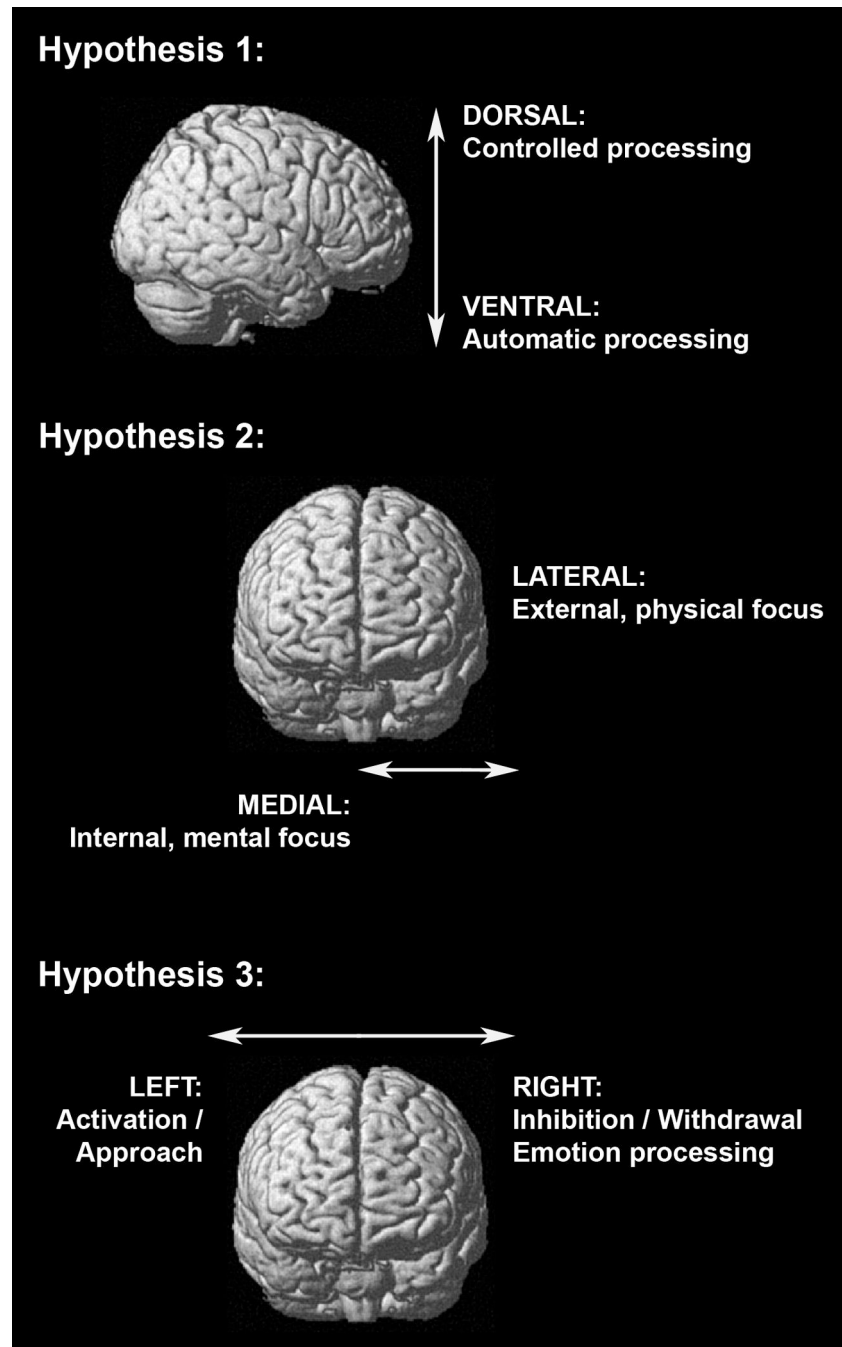 Hypothesis 1:
DORSAL:
Controlled processing
VENTRAL:
Automatic processing
Hypothesis 2:
LATERAL:
External, physical focus
MEDIAL:
Internal, mental focus
Hypothesis 3:
LEFT:
Activation /
Approach
RIGHT:
Inhibition / Withdrawal
Emotion processing